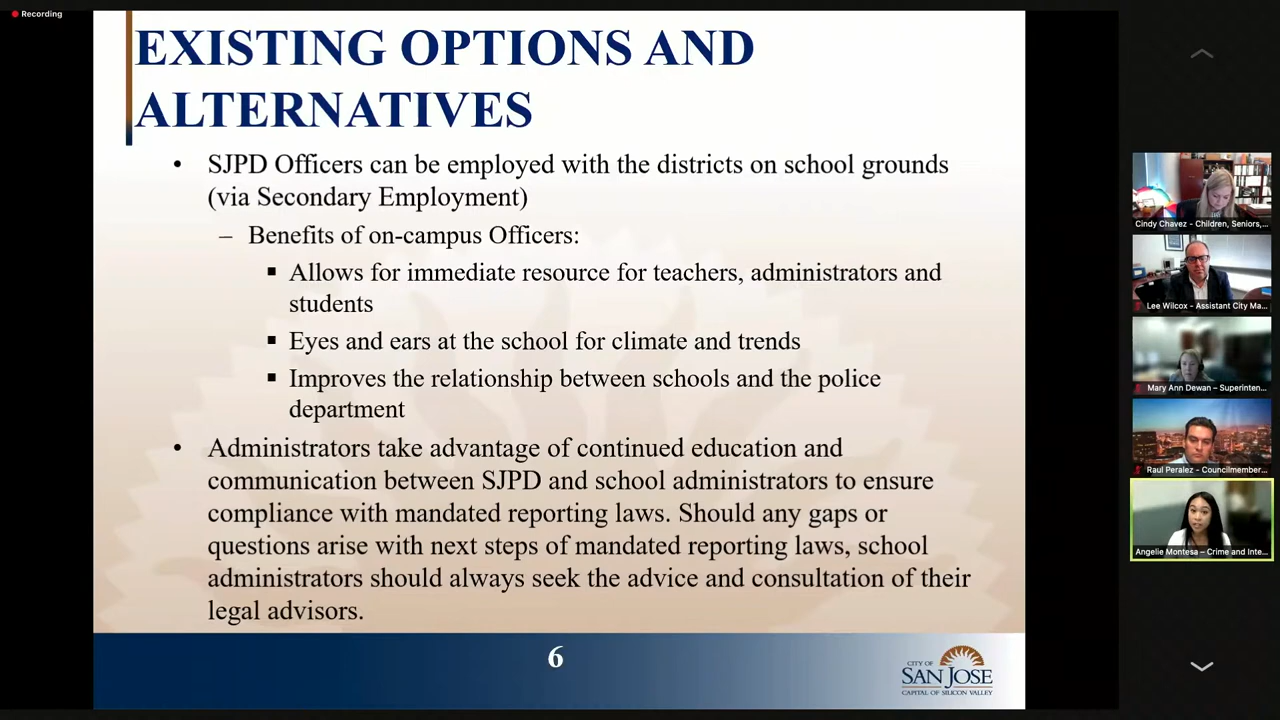 Recording
EXISTING OPTIONS AND
ALTERNATIVES
• SJPD Officers can be employed with the districts on school grounds
(via Secondary Employment)
– Benefits of on-campus Officers:
▪ Allows for immediate resource for teachers, administrators and
students
▪ Eyes and ears at the school for climate and trends
▪ Improves the relationship between schools and the police
department
• Administrators take advantage of continued education and
communication between SJPD and school administrators to ensure
compliance with mandated reporting laws. Should any gaps or
questions arise with next steps of mandated reporting laws, school
administrators should always seek the advice and consultation of their
legal advisors.
6
CITY OF
SAN JOSE
CAPITAL OF SILICON VALLEY
Cindy Chavez - Children, Seniors,...
Lee Wilcox - Assistant City Ma...
Mary Ann Dewan – Superinten...
Raul Peralez - Councilmember...
Angelie Montesa – Crime and Inte...